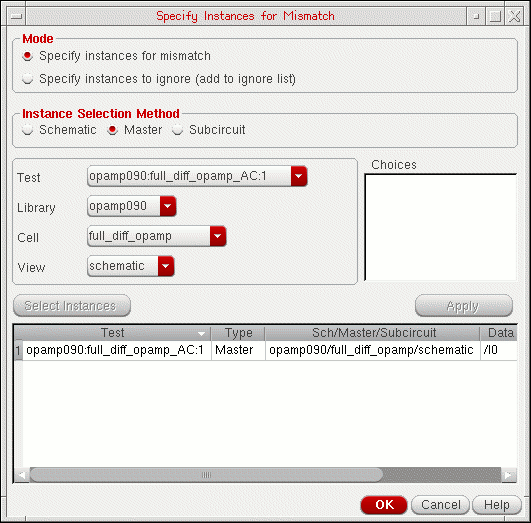 Specify Instances for Mismatch
Mode
Specify instances for mismatch
Specify instances to ignore (add to ignore list)
Instance Selection Method
Schematic Master Subcircuit
Test opamp090:full_diff_opamp_AC:1
Library opamp090
Cell full_diff_opamp
View schematic
Choices
Select Instances Apply
Test Type Sch/Master/Subcircuit Data
1 opamp090:full_diff_opamp_AC:1 Master opamp090/full_diff_opamp/schematic /I0
OK Cancel Help